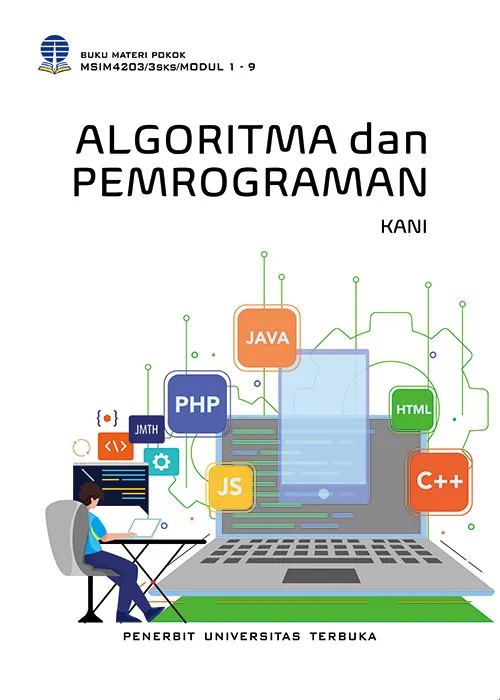 BUKU MATERI POKOK
MSIM4203/3SKS/MODUL 1 - 9
ALGORITMA dan
PEMROGRAMAN
KANI
JAVA
PHP
HTML
JMTH
{•}
</>
C++
JS
PENERBIT UNIVERSITAS TERBUKA